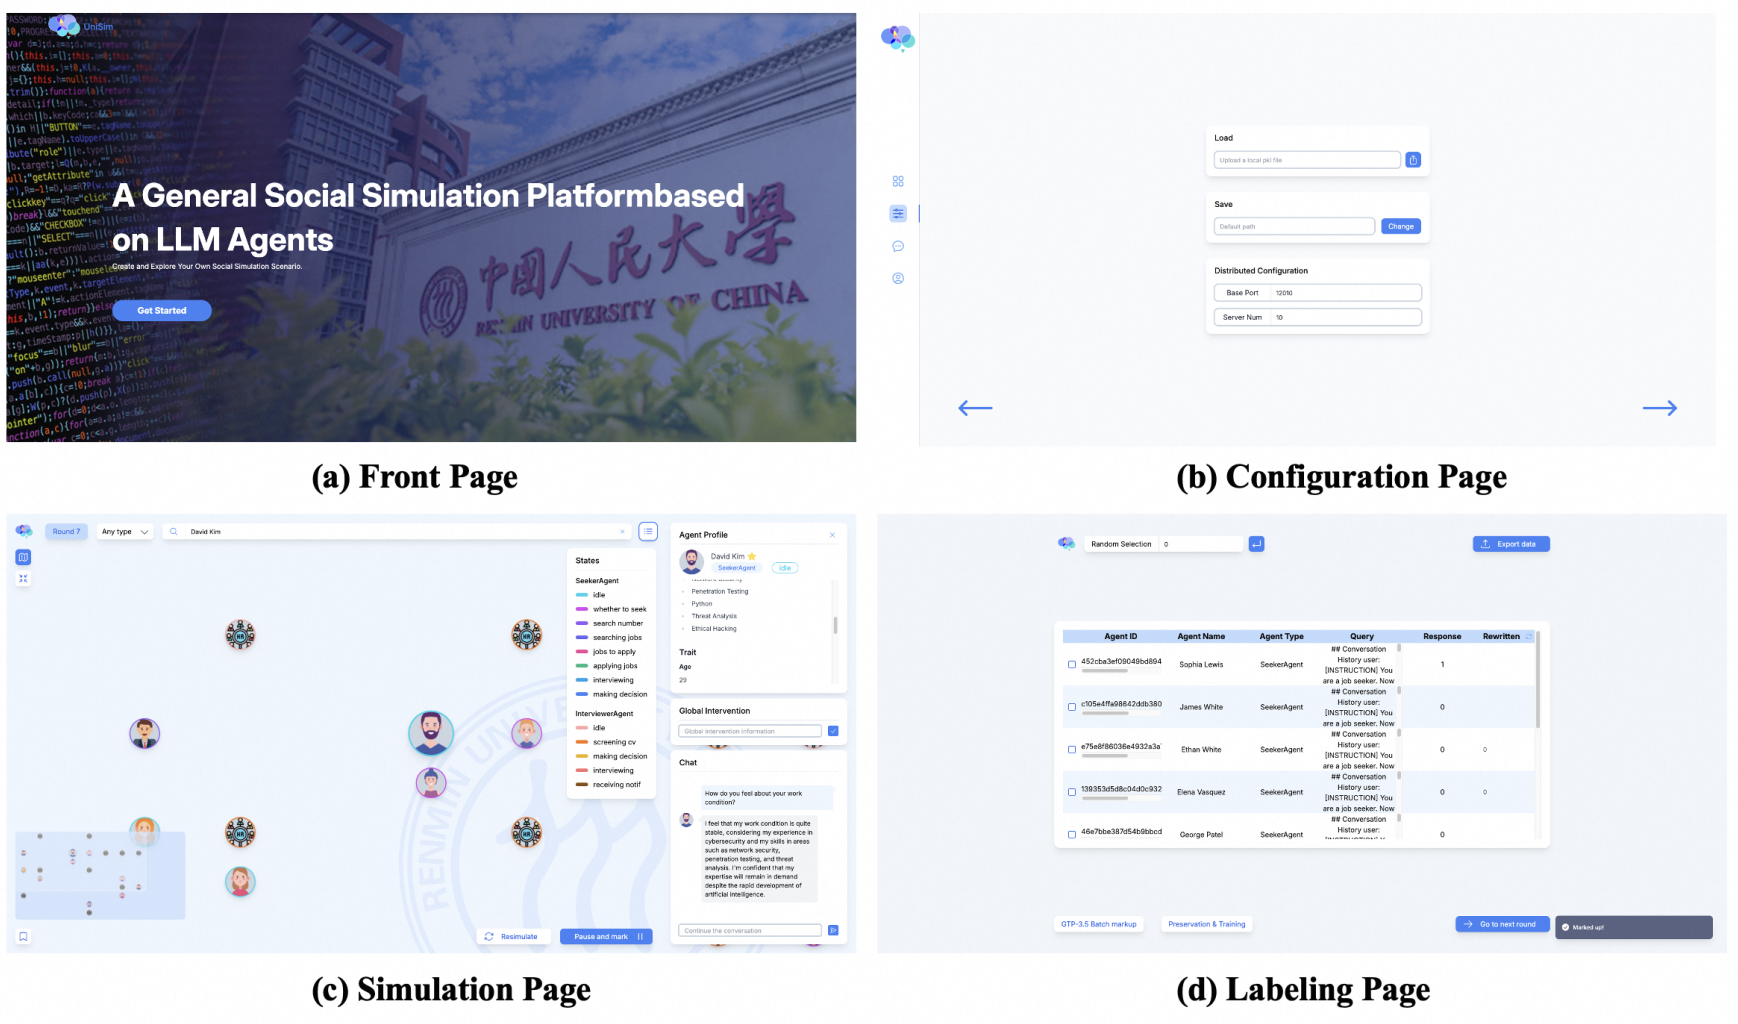 UniSim
A General Social Simulation Platformbased
on LLM Agents
Create and Explore Your Own Social Simulation Scenario.
Get Started
中国人民大学
RENMIN UNIVERSITY OF CHINA
(a) Front Page
Load
Upload a local pkl file
Save
Default path
Change
Distributed Configuration
Base Port 12010
Server Num 10
(b) Configuration Page
Round 7
Any type
David Kim
States
SeekerAgent
idle
whether to seek
search number
searching jobs
jobs to apply
applying jobs
interviewing
making decision
InterviewerAgent
idle
screening cv
making decision
interviewing
receiving notif
HR
HR
HR
HR
RENMIN UNIVER
Resimulate
Pause and mark
Agent Profile
David Kim
SeekerAgent
idle
Penetration Testing
Python
Threat Analysis
Ethical Hacking
Trait
Age
29
Global Intervention
Global intervention information
Chat
How do you feel about your work
condition?
I feel that my work condition is quite
stable, considering my experience in
cybersecurity and my skills in areas
such as network security,
penetration testing, and threat
analysis. I'm confident that my
expertise will remain in demand
despite the rapid development of
artificial intelligence.
Continue the conversation
(c) Simulation Page
Random Selection 0
Export data
Agent ID Agent Name Agent Type Query Response Rewritten
## Conversation
History user:
[INSTRUCTION] You
are a job seeker. Now
452cba3ef09049bd894 Sophia Lewis SeekerAgent 1
## Conversation
History user:
[INSTRUCTION] You
are a job seeker. Now
c105e4ffa98642ddb380 James White SeekerAgent 0
## Conversation
History user:
[INSTRUCTION] You
are a job seeker. Now
e75e8f86036e4932a3a Ethan White SeekerAgent 0 0
## Conversation
History user:
[INSTRUCTION] You
are a job seeker. Now
139353d5d8c04d0c932 Elena Vasquez SeekerAgent 0 0
## Conversation
History user:
[INSTRUCTION] You
46e7bbe387d54b9bbcd George Patel SeekerAgent 0
GTP-3.5 Batch markup
Preservation & Training
Go to next round
Marked up!
(d) Labeling Page